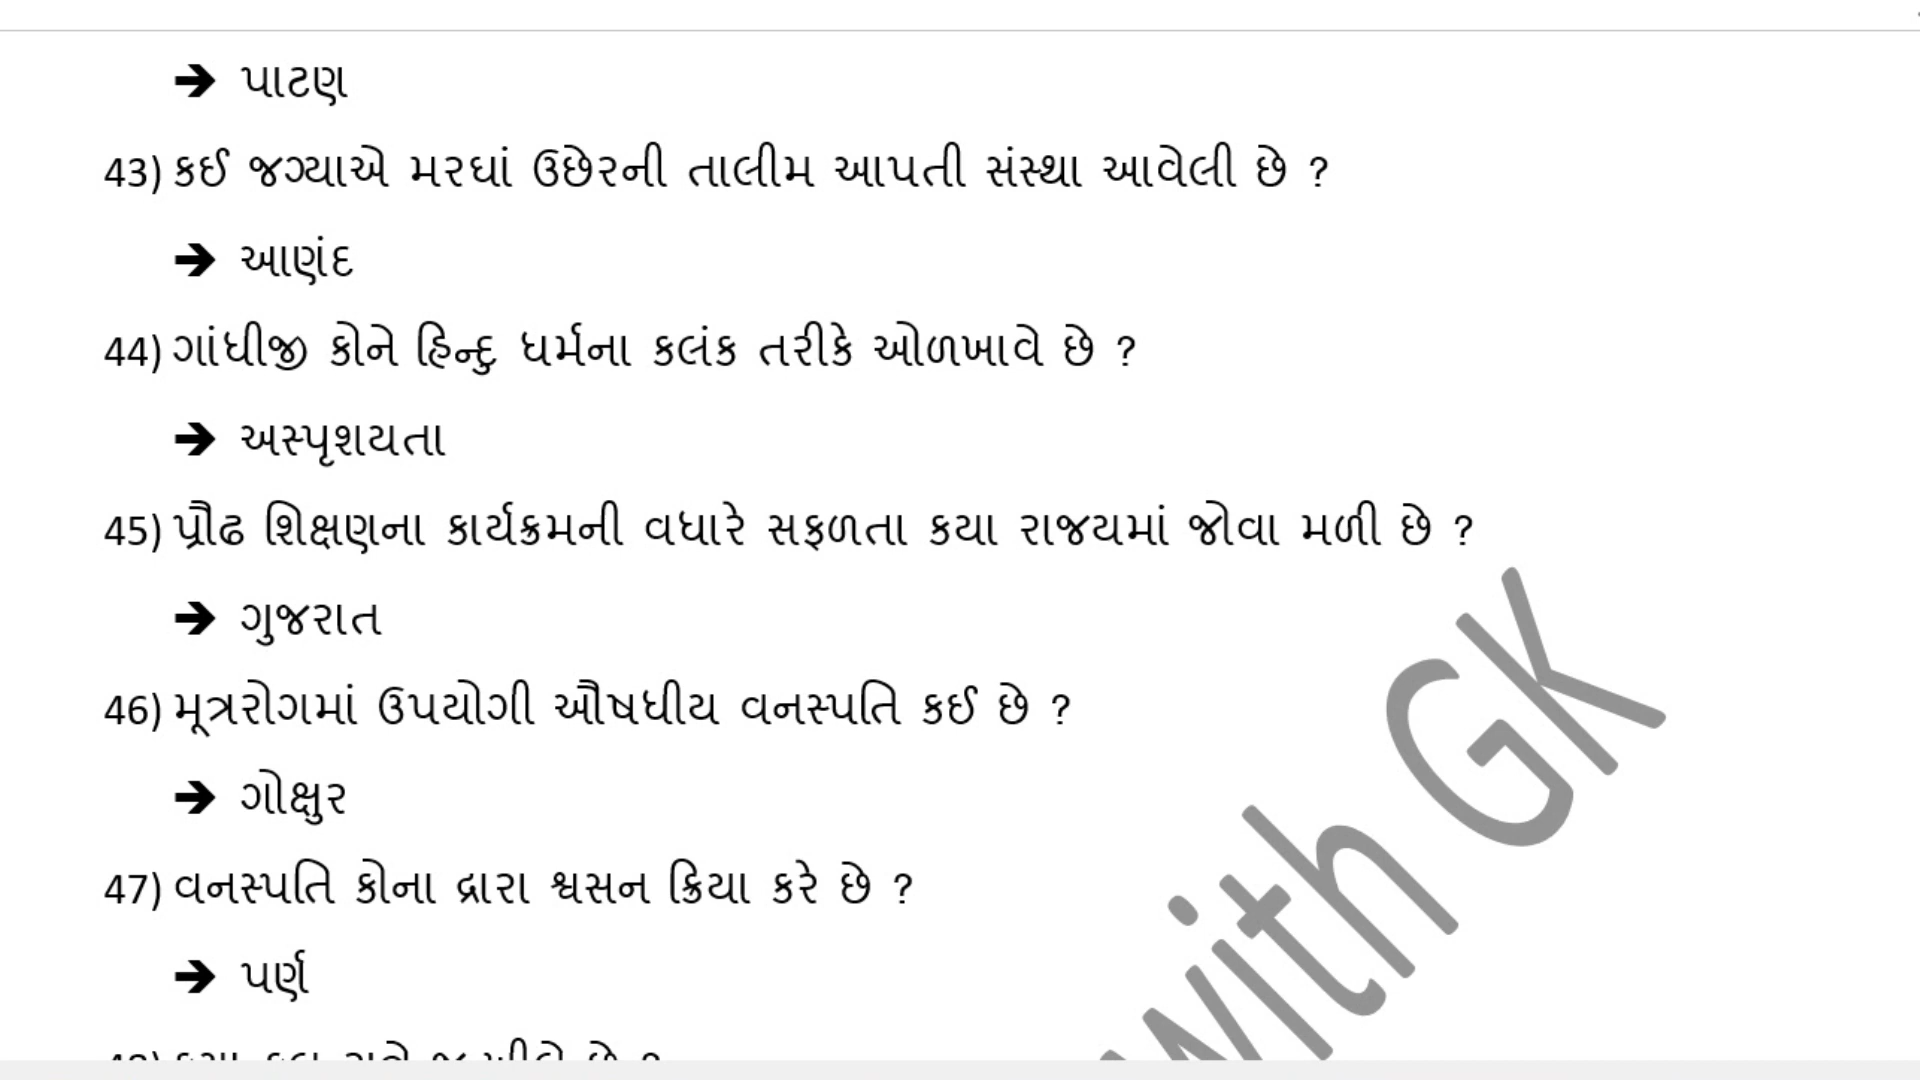 ➔ પાટણ
43) કઈ જગ્યાએ મરઘાં ઉછેરની તાલીમ આપતી સંસ્થા આવેલી છે ?
➔ આણંદ
44) ગાંધીજી કોને હિન્દુ ધર્મના કલંક તરીકે ઓળખાવે છે ?
➔ અસ્પૃશયતા
45) પ્રૌઢ શિક્ષણના કાર્યક્રમની વધારે સફળતા કયા રાજયમાં જોવા મળી છે ?
➔ ગુજરાત
46) મૂત્રરોગમાં ઉપયોગી ઔષધીય વનસ્પતિ કઈ છે ?
➔ ગોક્ષુર
47) વનસ્પતિ કોના દ્રારા શ્વસન ક્રિયા કરે છે ?
➔ પર્ણ
with GK